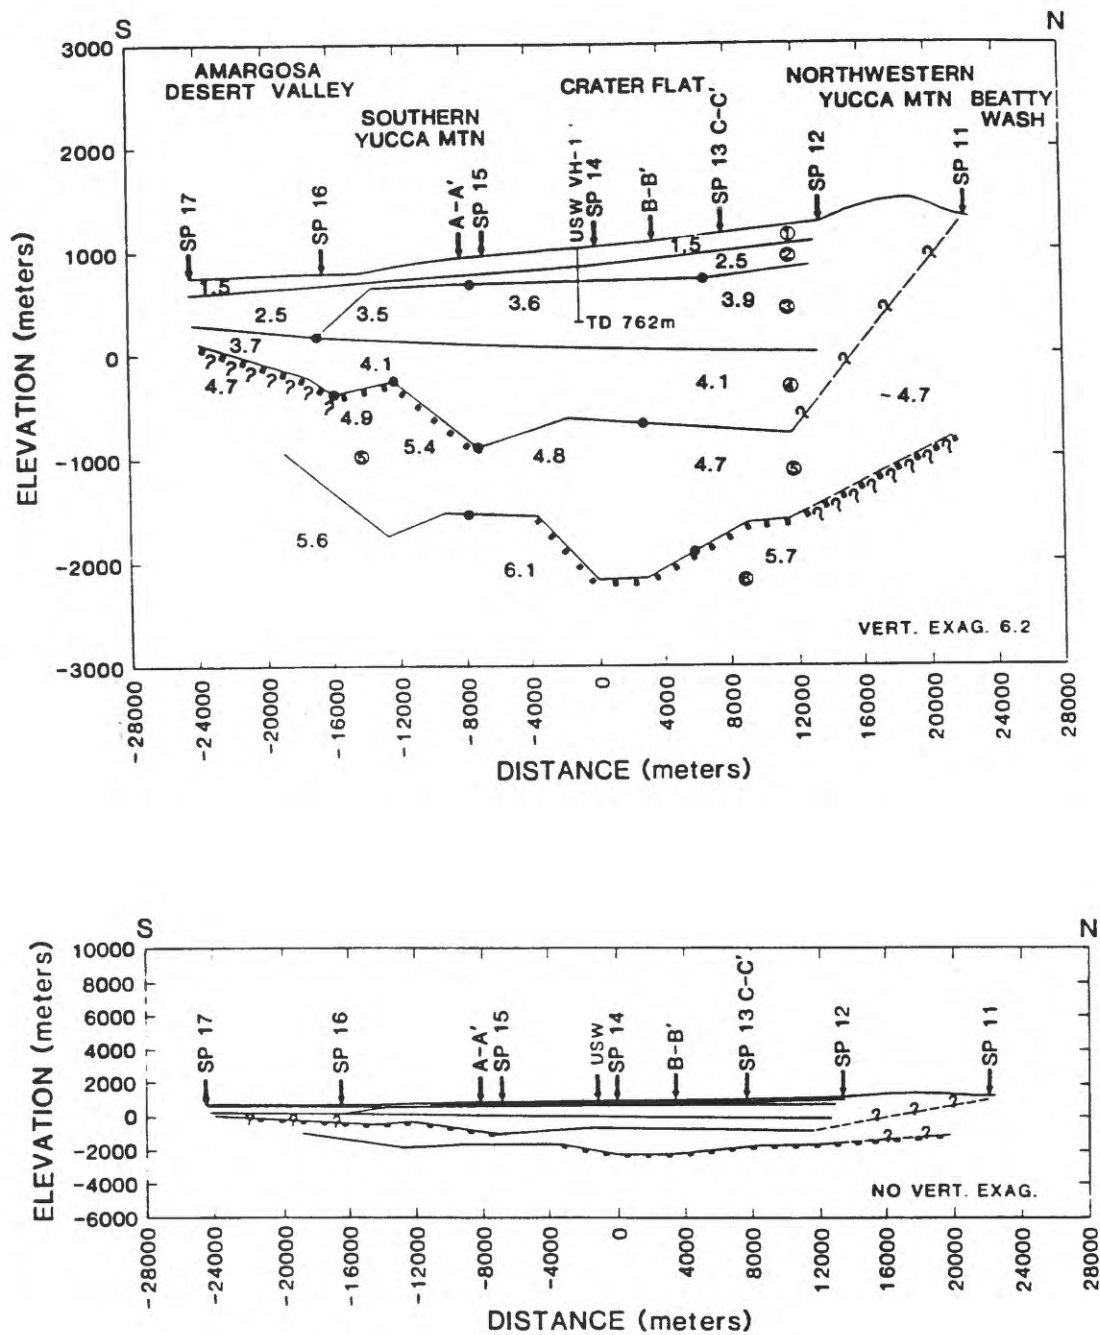 S N
3000
AMARGOSA
DESERT VALLEY
CRATER FLAT
NORTHWESTERN
YUCCA MTN
BEATTY
WASH
SOUTHERN
YUCCA MTN
2000
SP 17
SP 16
A-A'
SP 15
USW VH-1
SP 14
B-B'
SP 13 C-C'
SP 12
SP 11
1000
1.5 1.5 ①
2.5 2.5 ②
3.5 3.6 3.9 ③
TD 762m
0
3.7
4.7 ? ? ? ? ? ? ?
4.1 4.1 ④
? ? ? ? ?
~4.7
4.9
-1000
⑤ 5.4 4.8 4.7 ⑤
5.6
? ? ? ? ? ? ? ?
-2000
6.1 5.7
⑥
VERT. EXAG. 6.2
-3000
ELEVATION (meters)
-28000 -24000 -20000 -16000 -12000 -8000 -4000 0 4000 8000 12000 16000 20000 28000
DISTANCE (meters)
S N
10000
8000
6000
4000
2000
0
-2000
-4000
-6000
ELEVATION (meters)
SP 17
SP 16
A-A'
SP 15
USW
SP 14
B-B'
SP 13 C-C'
SP 12
SP 11
? ? ? ? ? ?
? ?
NO VERT. EXAG.
-28000 -24000 -20000 -16000 -12000 -8000 -4000 0 4000 8000 12000 16000 20000 24000 28000
DISTANCE (meters)